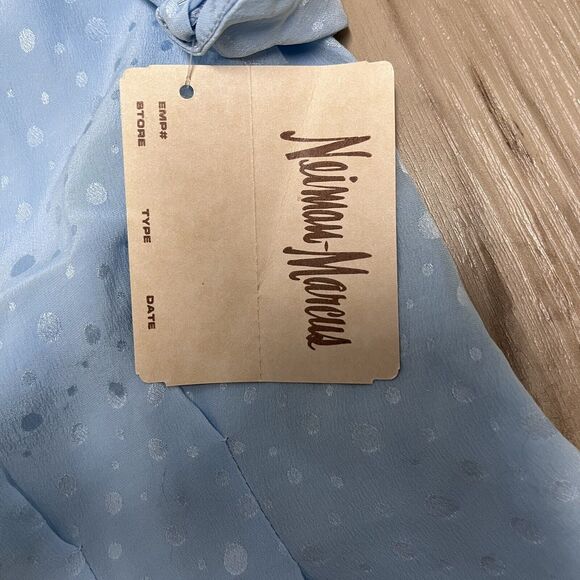 Neiman-Marcus
EMP# TYPE DATE
STORE